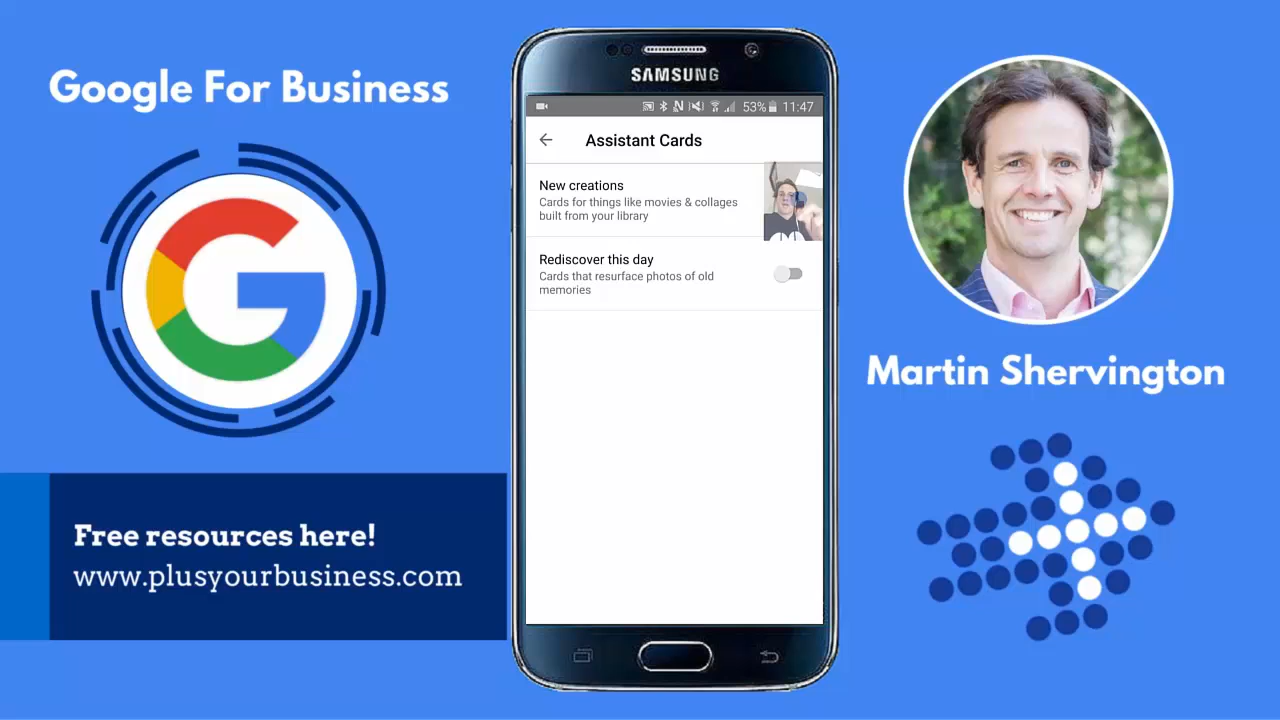 Google For Business
Free resources here!
www.plusyourbusiness.com
SAMSUNG
53% 11:47
Assistant Cards
New creations
Cards for things like movies & collages
built from your library
Rediscover this day
Cards that resurface photos of old
memories
Martin Shervington